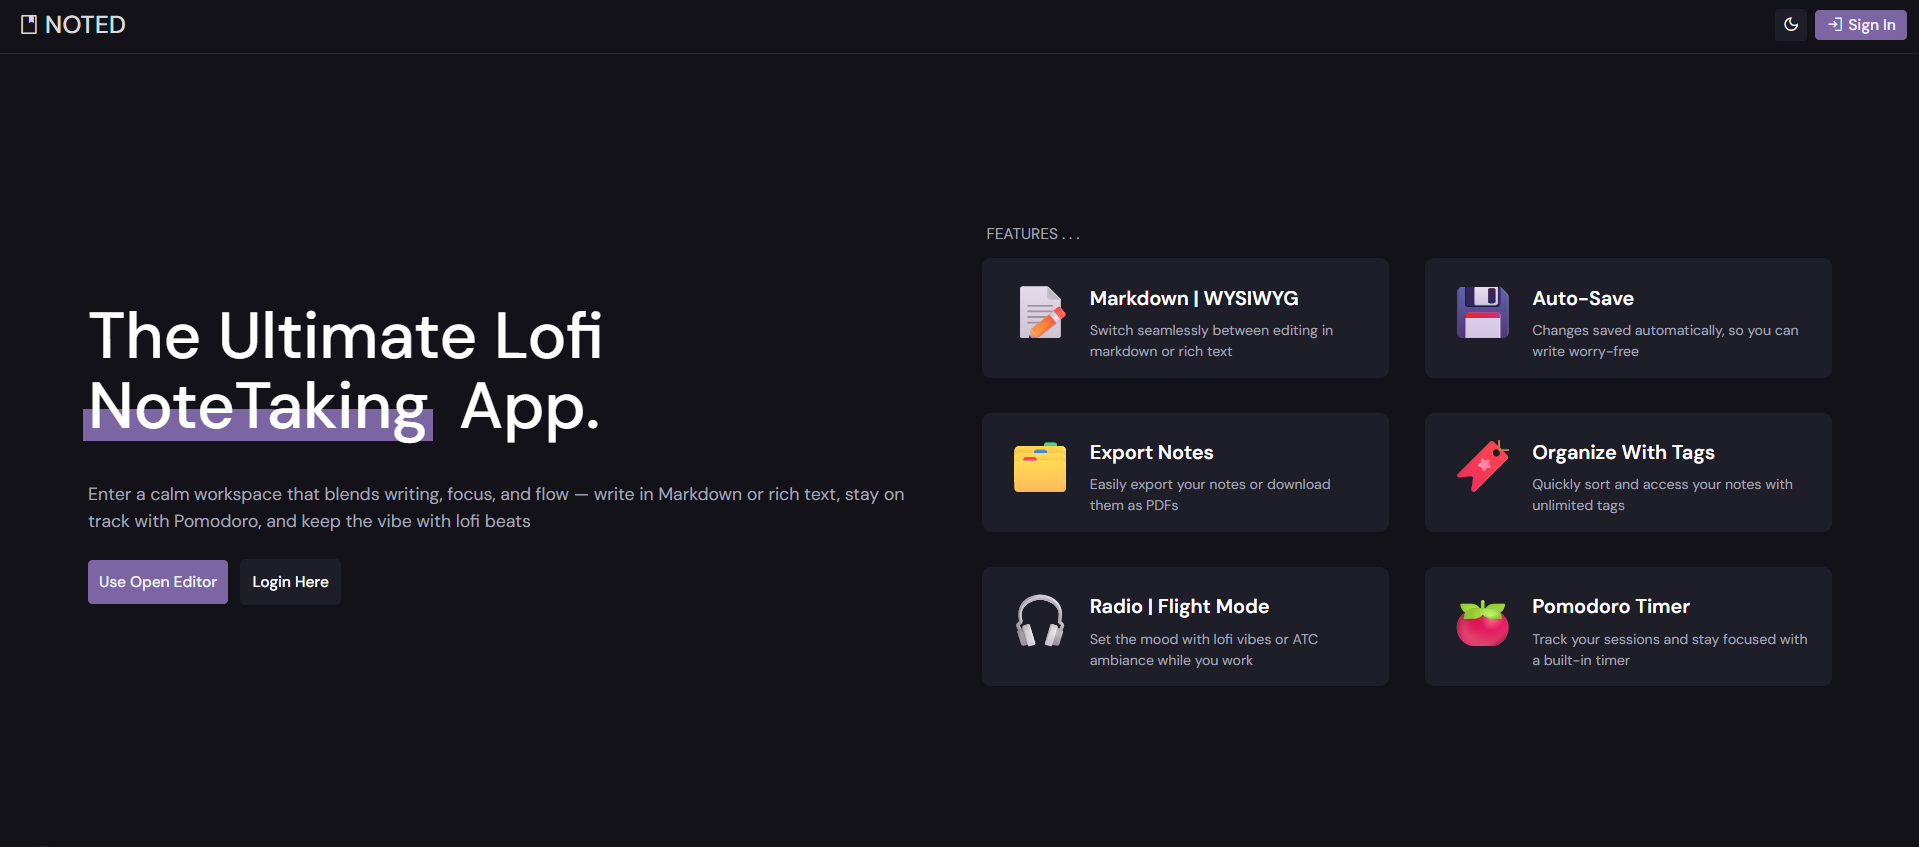 NOTED
Sign In
The Ultimate Lofi
NoteTaking App.
Enter a calm workspace that blends writing, focus, and flow — write in Markdown or rich text, stay on
track with Pomodoro, and keep the vibe with lofi beats
Use Open Editor
Login Here
FEATURES . . .
Markdown | WYSIWYG
Switch seamlessly between editing in
markdown or rich text
Auto-Save
Changes saved automatically, so you can
write worry-free
Export Notes
Easily export your notes or download
them as PDFs
Organize With Tags
Quickly sort and access your notes with
unlimited tags
Radio | Flight Mode
Set the mood with lofi vibes or ATC
ambiance while you work
Pomodoro Timer
Track your sessions and stay focused with
a built-in timer